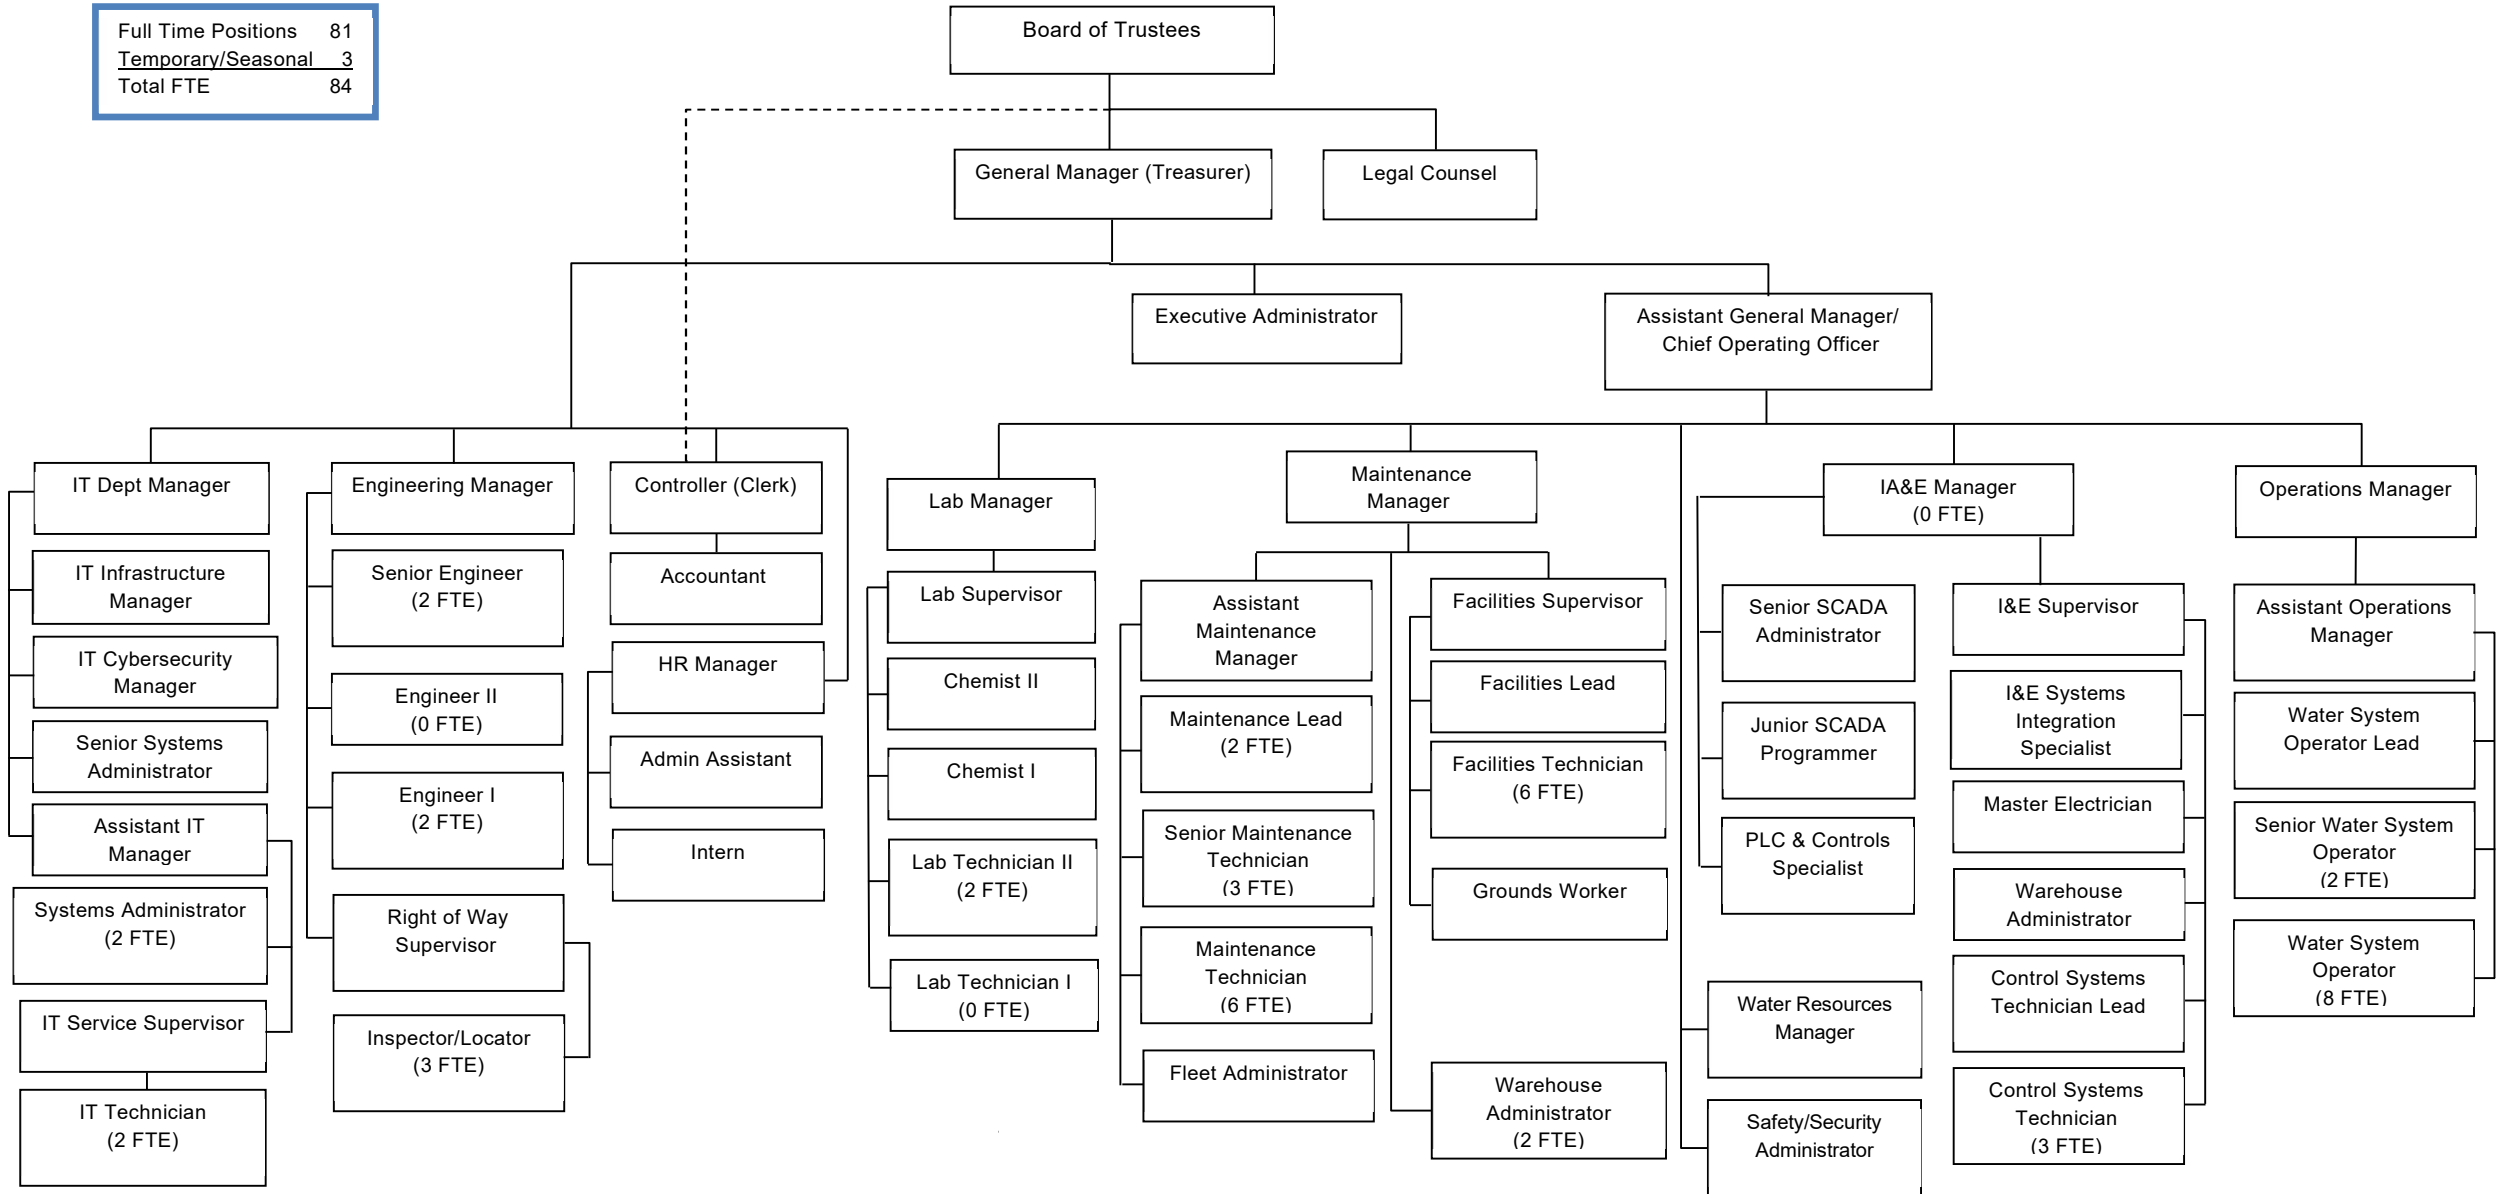 Full Time Positions 81
Temporary/Seasonal 3
Total FTE 84
Board of Trustees
General Manager (Treasurer)
Legal Counsel
Executive Administrator
Assistant General Manager/
Chief Operating Officer
IT Dept Manager
IT Infrastructure
Manager
IT Cybersecurity
Manager
Senior Systems
Administrator
Assistant IT
Manager
Systems Administrator
(2 FTE)
IT Service Supervisor
IT Technician
(2 FTE)
Engineering Manager
Senior Engineer
(2 FTE)
Engineer II
(0 FTE)
Engineer I
(2 FTE)
Right of Way
Supervisor
Inspector/Locator
(3 FTE)
Controller (Clerk)
Accountant
HR Manager
Admin Assistant
Intern
Lab Manager
Lab Supervisor
Chemist II
Chemist I
Lab Technician II
(2 FTE)
Lab Technician I
(0 FTE)
Maintenance
Manager
Assistant
Maintenance
Manager
Maintenance Lead
(2 FTE)
Senior Maintenance
Technician
(3 FTE)
Maintenance
Technician
(6 FTE)
Fleet Administrator
Facilities Supervisor
Facilities Lead
Facilities Technician
(6 FTE)
Grounds Worker
Warehouse
Administrator
(2 FTE)
IA&E Manager
(0 FTE)
Senior SCADA
Administrator
Junior SCADA
Programmer
PLC & Controls
Specialist
Water Resources
Manager
Safety/Security
Administrator
I&E Supervisor
I&E Systems
Integration
Specialist
Master Electrician
Warehouse
Administrator
Control Systems
Technician Lead
Control Systems
Technician
(3 FTE)
Operations Manager
Assistant Operations
Manager
Water System
Operator Lead
Senior Water System
Operator
(2 FTE)
Water System
Operator
(8 FTE)